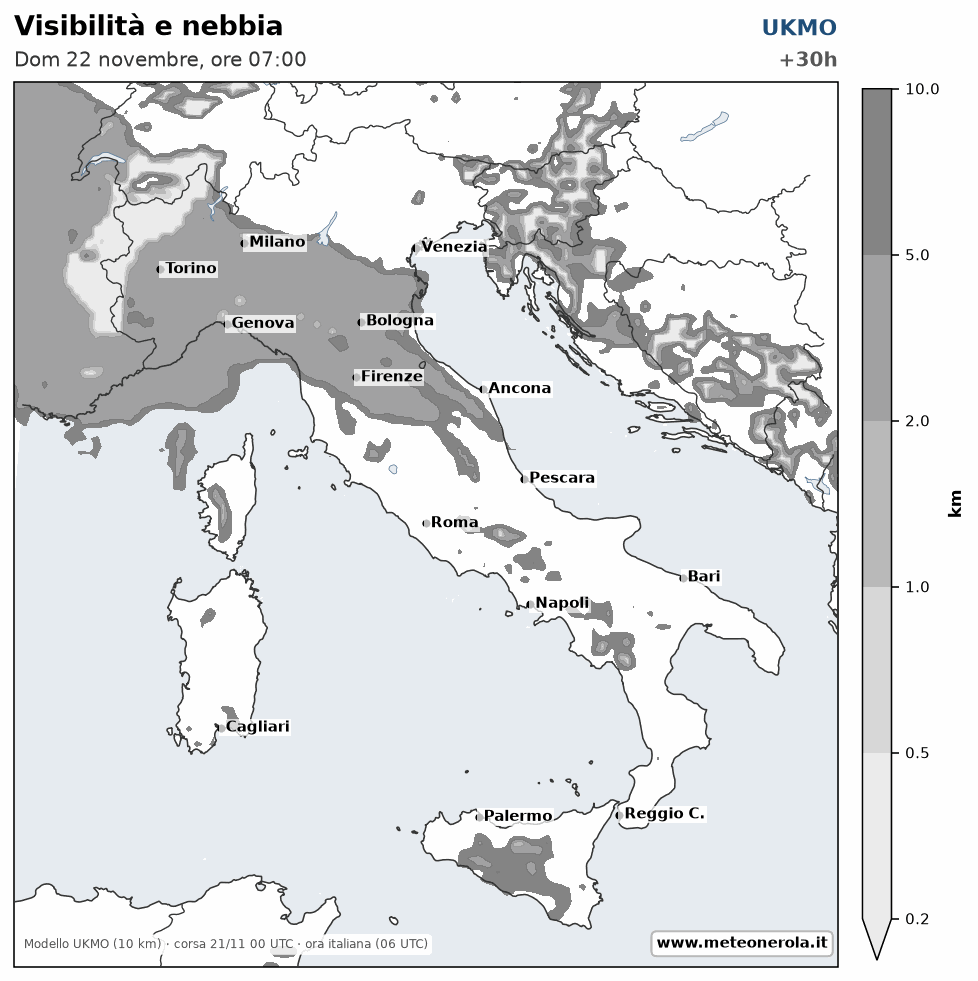 Visibilità e nebbia
UKMO
Dom 22 novembre, ore 07:00
+30h
10.0
5.0
2.0
1.0
0.5
0.2
km
Milano
Venezia
Torino
Genova
Bologna
Firenze
Ancona
Pescara
Roma
Bari
Napoli
Cagliari
Palermo
Reggio C.
Modello UKMO (10 km) · corsa 21/11 00 UTC · ora italiana (06 UTC)
www.meteonerola.it